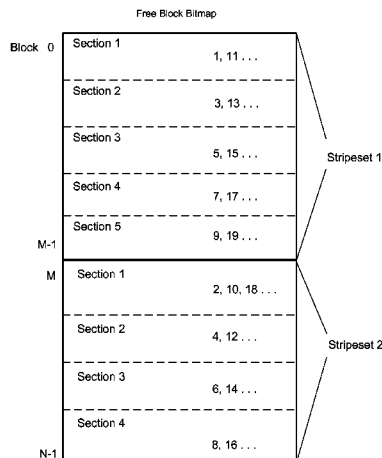 Free Block Bitmap
Block 0
Section 1
1, 11 . . .
Section 2
3, 13 . . .
Section 3
5, 15 . . .
Stripeset 1
Section 4
7, 17 . . .
Section 5
9, 19 . . .
M-1
M
Section 1
2, 10, 18 . . .
Section 2
4, 12 . . .
Stripeset 2
Section 3
6, 14 . . .
Section 4
8, 16 . . .
N-1